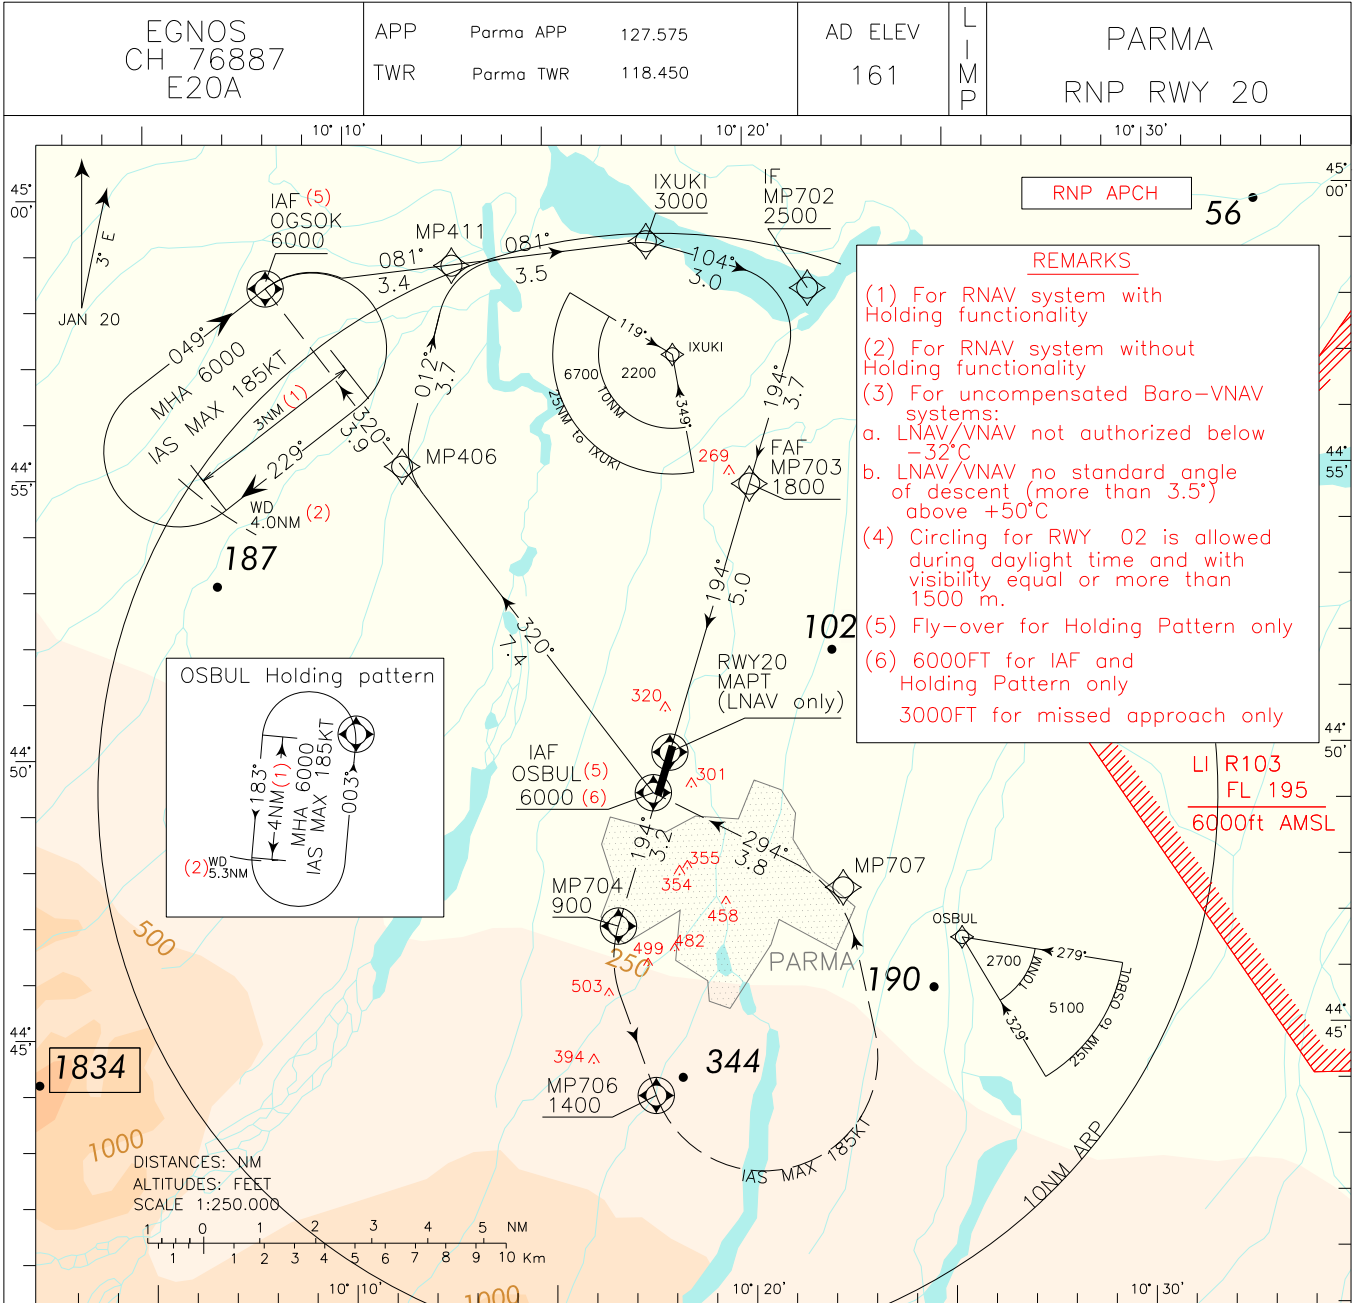 EGNOS
CH 76887
E20A
APP Parma APP 127.575
TWR Parma TWR 118.450
AD ELEV
161
L
I
M
P
PARMA
RNP RWY 20
10° 10'
10° 20'
10° 30'
45°
00'
45°
00'
3° E
JAN 20
IAF (5)
OGSOK
6000
MP411
081°
3.4
081°
3.5
IXUKI
3000
IF
MP702
2500
104°
3.0
RNP APCH
56
REMARKS
(1) For RNAV system with
Holding functionality
(2) For RNAV system without
Holding functionality
(3) For uncompensated Baro-VNAV
systems:
a. LNAV/VNAV not authorized below
-32°C
b. LNAV/VNAV no standard angle
of descent (more than 3.5°)
above +50°C
(4) Circling for RWY 02 is allowed
during daylight time and with
visibility equal or more than
1500 m.
(5) Fly-over for Holding Pattern only
(6) 6000FT for IAF and
Holding Pattern only
3000FT for missed approach only
049°
MHA 6000
IAS MAX 185KT
3NM (1)
229°
WD
4.0NM (2)
320°
3.9
012°
3.7
MP406
119°
IXUKI
6700
2200
10NM
25NM to IXUKI
349°
194°
3.7
269
FAF
MP703
1800
44°
55'
44°
55'
187
194°
5.0
320°
7.4
102
RWY20
MAPT
(LNAV only)
320
OSBUL Holding pattern
183°
4NM (1)
MHA 6000
IAS MAX 185KT
003°
(2) WD
5.3NM
IAF
OSBUL (5)
6000 (6)
301
44°
50'
44°
50'
LI R103
FL 195
6000ft AMSL
194°
3.2
294°
3.8
355
354
458
MP707
MP704
900
499
482
250
503
PARMA
190
500
OSBUL
2700
10NM
279°
5100
329°
25NM to OSBUL
44°
45'
44°
45'
1834
394
344
MP706
1400
IAS MAX 185KT
10NM ARP
1000
DISTANCES: NM
ALTITUDES: FEET
SCALE 1:250.000
1 0 1 2 3 4 5 NM
1 1 2 3 4 5 6 7 8 9 10 Km
10° 10'
1000
10° 20'
10° 30'